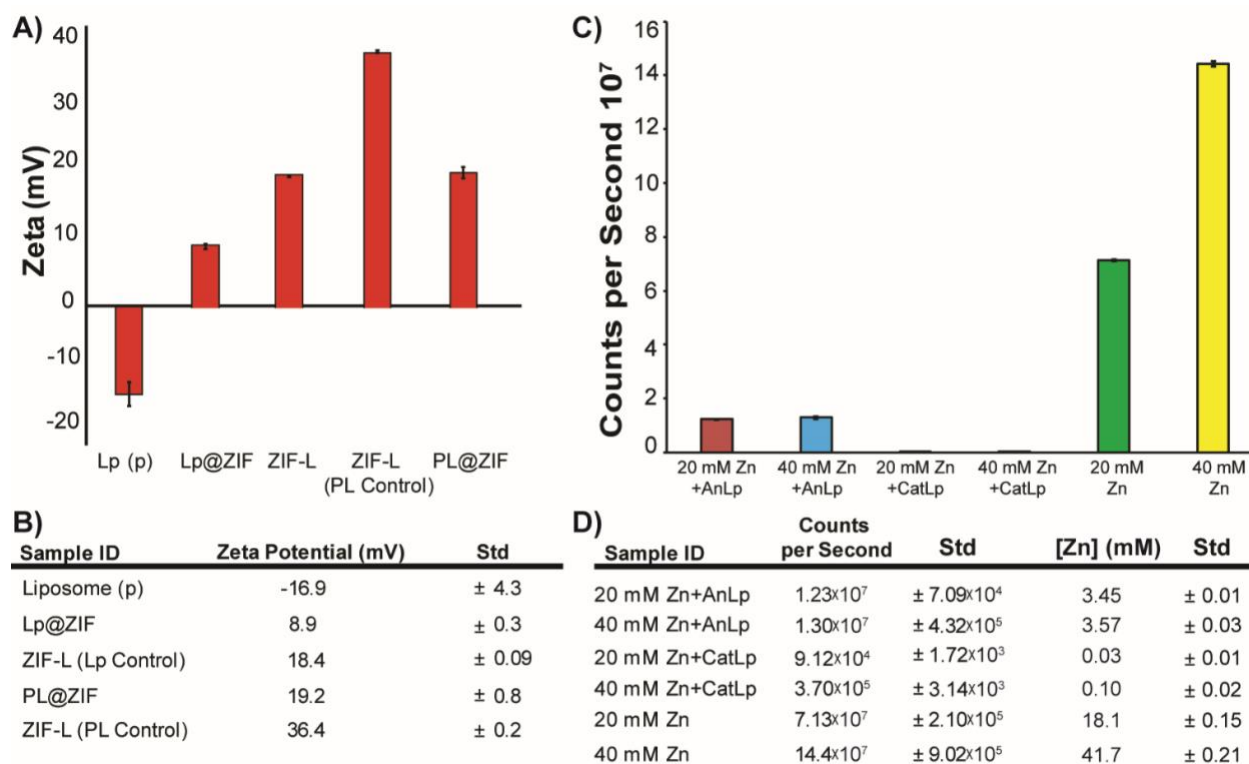 A)
40
30
20
10
0
-10
-20
Zeta (mV)
Lp (p) Lp@ZIF ZIF-L ZIF-L PL@ZIF
(PL Control)
C)
16
14
12
10
8
6
4
2
0
Counts per Second 10⁷
20 mM Zn 40 mM Zn 20 mM Zn 40 mM Zn 20 mM 40 mM
+AnLp +AnLp +CatLp +CatLp Zn Zn
B)
Sample ID Zeta Potential (mV) Std
Liposome (p) -16.9 ± 4.3
Lp@ZIF 8.9 ± 0.3
ZIF-L (Lp Control) 18.4 ± 0.09
PL@ZIF 19.2 ± 0.8
ZIF-L (PL Control) 36.4 ± 0.2
D)
Counts
Sample ID per Second Std [Zn] (mM) Std
20 mM Zn+AnLp 1.23x10⁷ ± 7.09x10⁴ 3.45 ± 0.01
40 mM Zn+AnLp 1.30x10⁷ ± 4.32x10⁵ 3.57 ± 0.03
20 mM Zn+CatLp 9.12x10⁴ ± 1.72x10³ 0.03 ± 0.01
40 mM Zn+CatLp 3.70x10⁵ ± 3.14x10³ 0.10 ± 0.02
20 mM Zn 7.13x10⁷ ± 2.10x10⁵ 18.1 ± 0.15
40 mM Zn 14.4x10⁷ ± 9.02x10⁵ 41.7 ± 0.21